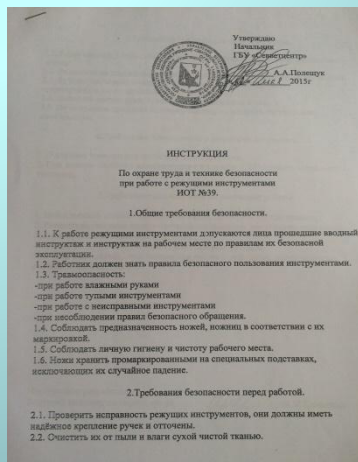 Утверждаю
Начальник
ГБУ «Севветцентр»
А.А.Полещук
2015г
ИНСТРУКЦИЯ
По охране труда и технике безопасности
при работе с режущими инструментами
ИОТ №39.
1.Общие требования безопасности.
1.1. К работе режущими инструментами допускаются лица прошедшие вводный
инструктаж и инструктаж на рабочем месте по правилам их безопасной
эксплуатации.
1.2. Работник должен знать правила безопасного пользования инструментами.
1.3. Травмоопасность:
-при работе влажными руками
-при работе тупыми инструментами
-при работе с неисправными инструментами
-при несоблюдении правил безопасного обращения.
1.4. Соблюдать предназначенность ножей, ножниц в соответствии с их
маркировкой.
1.5. Соблюдать личную гигиену и чистоту рабочего места.
1.6. Ножи хранить промаркированными на специальных подставках,
исключающих их случайное падение.
2.Требования безопасности перед работой.
2.1. Проверить исправность режущих инструментов, они должны иметь
надёжное крепление ручек и отточены.
2.2. Очистить их от пыли и влаги сухой чистой тканью.